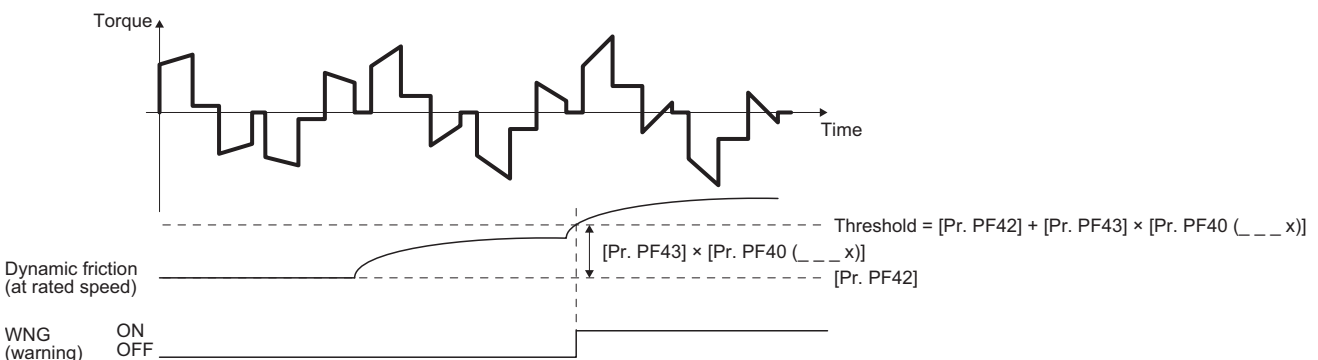 Torque
Time
Threshold = [Pr. PF42] + [Pr. PF43] × [Pr. PF40 (_ _ _ x)]
[Pr. PF43] × [Pr. PF40 (_ _ _ x)]
Dynamic friction
(at rated speed)
[Pr. PF42]
WNG
(warning)
ON
OFF